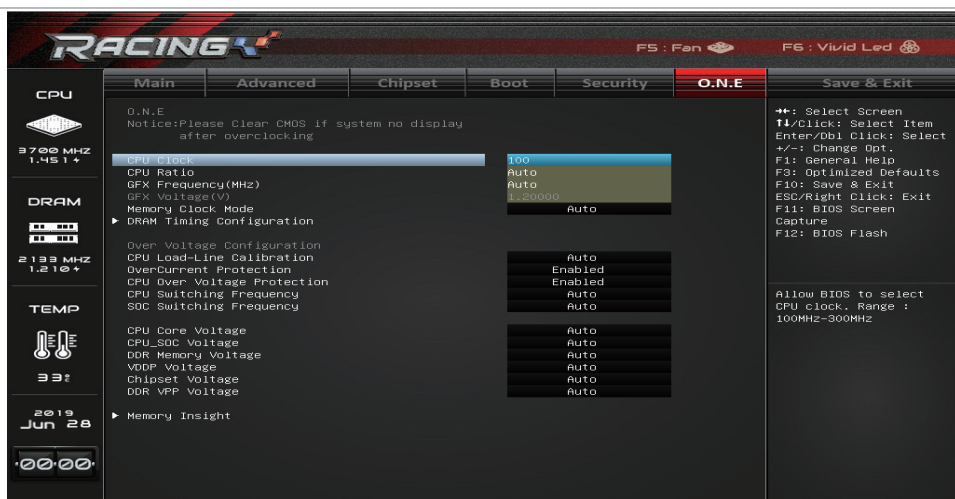 RACING
F5 : Fan
F6 : Vivid Led
Main Advanced Chipset Boot Security O.N.E Save & Exit
CPU
3700 MHZ
1.451 +
DRAM
2133 MHZ
1.210 +
TEMP
33
2019
Jun 28
00:00
O.N.E
Notice:Please Clear CMOS if system no display
after overclocking
CPU Clock 100
CPU Ratio Auto
GFX Frequency(MHz) Auto
GFX Voltage(V) 1.20000
Memory Clock Mode Auto
DRAM Timing Configuration
Over Voltage Configuration
CPU Load-Line Calibration Auto
OverCurrent Protection Enabled
CPU Over Voltage Protection Enabled
CPU Switching Frequency Auto
SOC Switching Frequency Auto
CPU Core Voltage Auto
CPU_SOC Voltage Auto
DDR Memory Voltage Auto
VDDP Voltage Auto
Chipset Voltage Auto
DDR VPP Voltage Auto
Memory Insight
→←: Select Screen
↑↓/Click: Select Item
Enter/Dbl Click: Select
+/-: Change Opt.
F1: General Help
F3: Optimized Defaults
F10: Save & Exit
ESC/Right Click: Exit
F11: BIOS Screen
Capture
F12: BIOS Flash
Allow BIOS to select
CPU clock. Range :
100MHz-300MHz